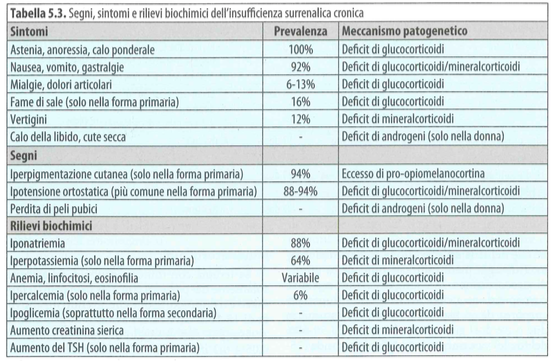 Tabella 5.3. Segni, sintomi e rilievi biochimici dell'insufficienza surrenalica cronica
Sintomi Prevalenza Meccanismo patogenetico
Astenia, anoressia, calo ponderale 100% Deficit di glucocorticoidi
Nausea, vomito, gastralgie 92% Deficit di glucocorticoidi/mineralcorticoidi
Mialgie, dolori articolari 6-13% Deficit di glucocorticoidi
Fame di sale (solo nella forma primaria) 16% Deficit di glucocorticoidi
Vertigini 12% Deficit di mineralcorticoidi
Calo della libido, cute secca - Deficit di androgeni (solo nella donna)
Segni
Iperpigmentazione cutanea (solo nella forma primaria) 94% Eccesso di pro-opiomelanocortina
Ipotensione ortostatica (più comune nella forma primaria) 88-94% Deficit di glucocorticoidi/mineralcorticoidi
Perdita di peli pubici - Deficit di androgeni (solo nella donna)
Rilievi biochimici
Iponatriemia 88% Deficit di glucocorticoidi/mineralcorticoidi
Iperpotassiemia (solo nella forma primaria) 64% Deficit di mineralcorticoidi
Anemia, linfocitosi, eosinofilia Variabile Deficit di glucocorticoidi
Ipercalcemia (solo nella forma primaria) 6% Deficit di glucocorticoidi
Ipoglicemia (soprattutto nella forma secondaria) - Deficit di glucocorticoidi
Aumento creatinina sierica - Deficit di mineralcorticoidi
Aumento del TSH (solo nella forma primaria) - Deficit di glucocorticoidi